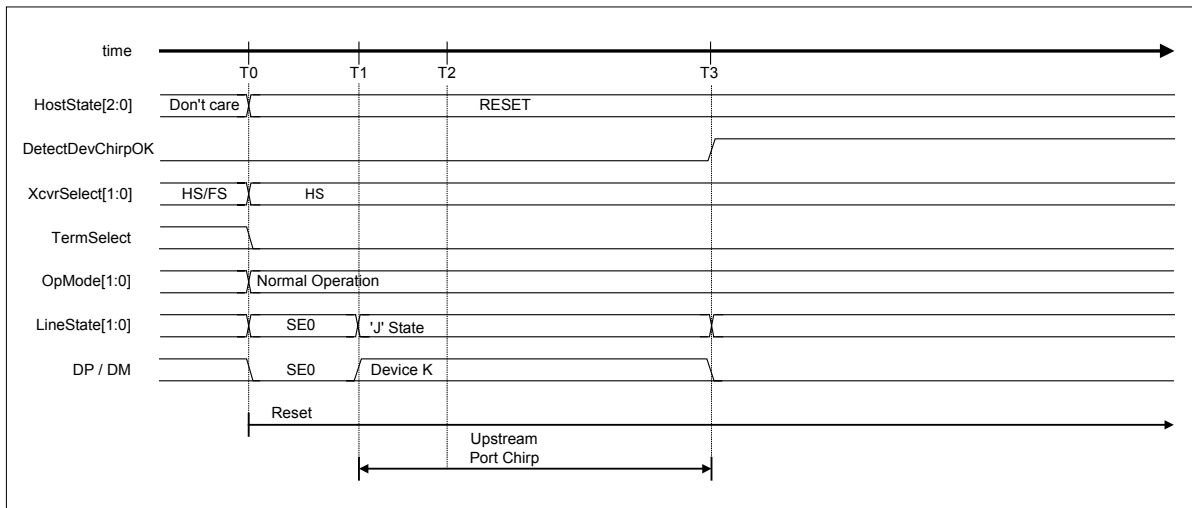 time
T0 T1 T2 T3
HostState[2:0] Don't care RESET
DetectDevChirpOK
XcvrSelect[1:0] HS/FS HS
TermSelect
OpMode[1:0] Normal Operation
LineState[1:0] SE0 'J' State
DP / DM SE0 Device K
Reset
Upstream
Port Chirp